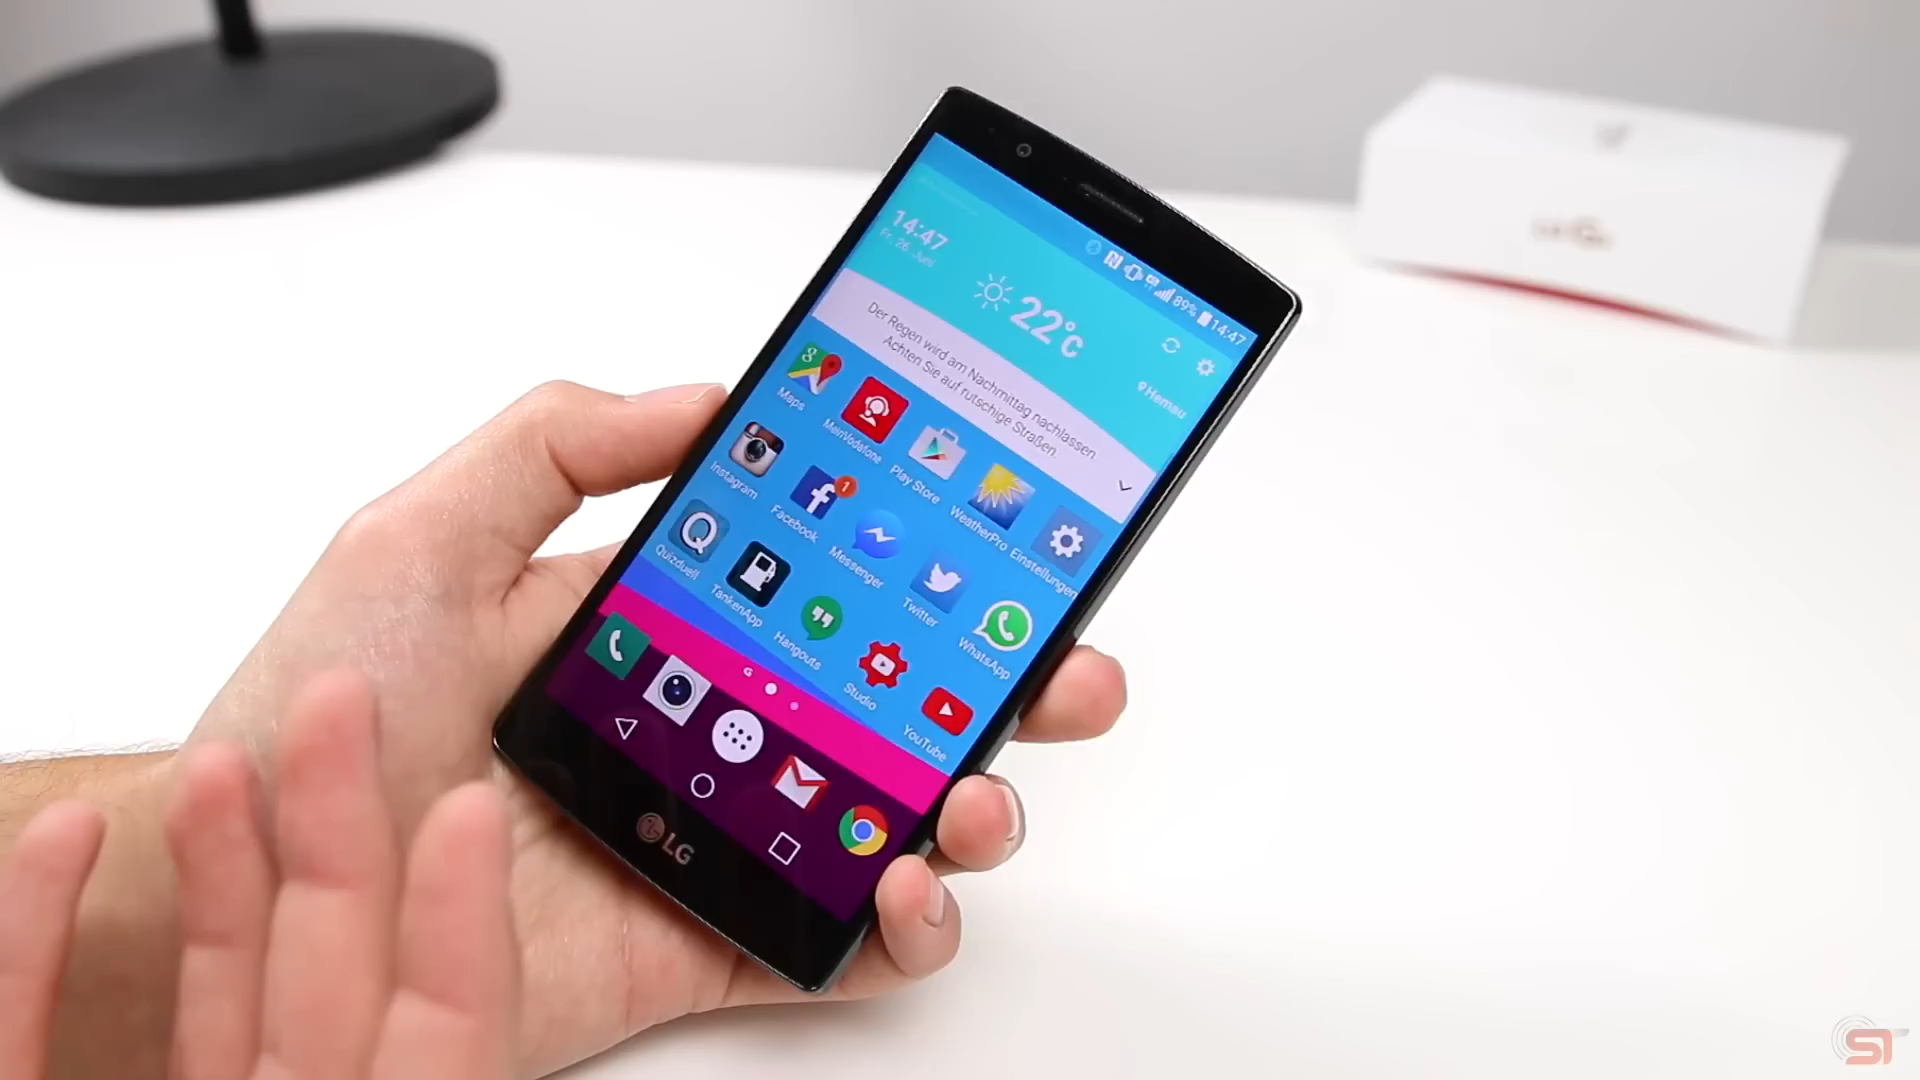 89% 14:47
14:47
Fr. 26. Juni
22°c
Hemau
Der Regen wird am Nachmittag nachlassen
Achten Sie auf rutschige Straßen.
Maps
MeinVodafone
Play Store
WeatherPro
Einstellungen
Instagram
Facebook
1
Messenger
Twitter
WhatsApp
Quizduell
TankenApp
Hangouts
Studio
YouTube
LG
ST